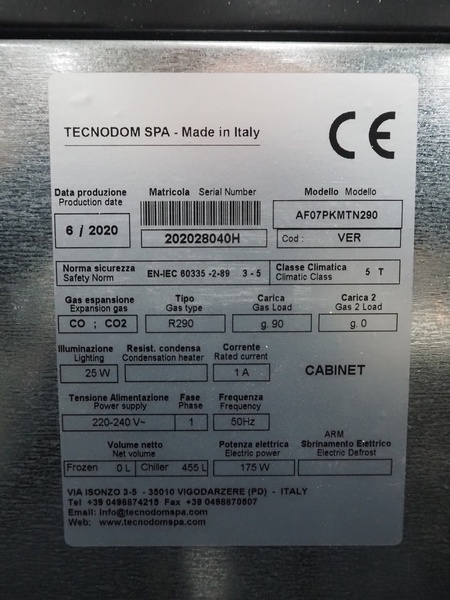 TECNODOM SPA - Made in Italy
CE
Data produzione
Production date
6 / 2020
Matricola Serial Number
202028040H
Modello Modello
AF07PKMTN290
Cod : VER
Norma sicurezza
Safety Norm
EN-IEC 60335 -2-89 3 - 5
Classe Climatica
Climatic Class
5 T
Gas espansione
Expansion gas
CO ; CO2
Tipo
Gas type
R290
Carica
Gas Load
g. 90
Carica 2
Gas 2 Load
g. 0
Illuminazione
Lighting
25 W
Resist. condensa
Condensation heater
Corrente
Rated current
1 A
CABINET
Tensione Alimentazione
Power supply
220-240 V~
Fase
Phase
1
Frequenza
Frequency
50Hz
Volume netto
Net volume
Frozen 0 L Chiller 455 L
Potenza elettrica
Electric power
175 W
ARM
Sbrinamento Elettrico
Electric Defrost
VIA ISONZO 3-5 - 35010 VIGODARZERE (PD) - ITALY
Tel +39 0498874215 Fax +39 0498870507
Email: info@tecnodomspa.com
Web: www.tecnodomspa.com